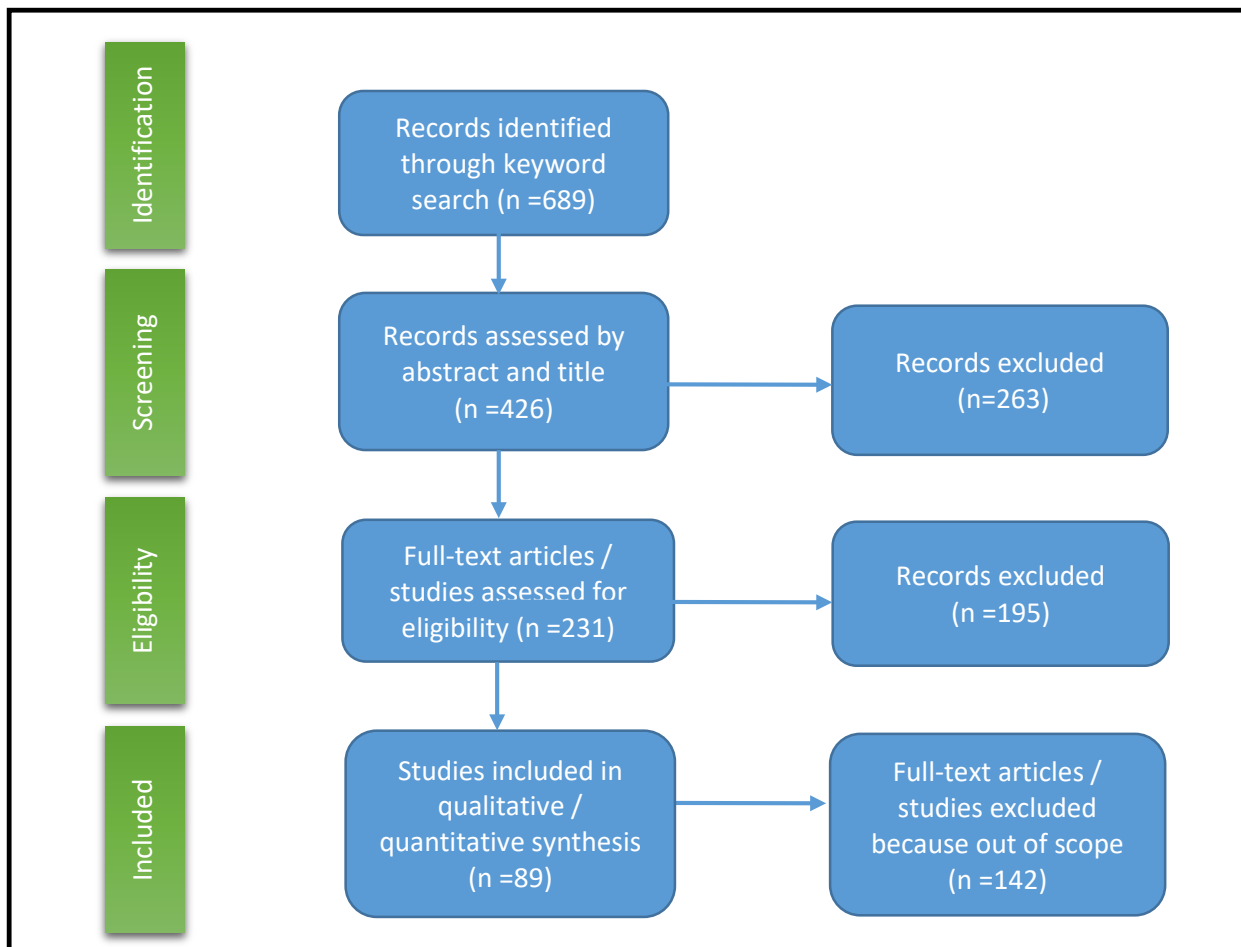 Identification
Records identified
through keyword
search (n =689)
Screening
Records assessed by
abstract and title
(n =426)
Records excluded
(n=263)
Eligibility
Full-text articles /
studies assessed for
eligibility (n =231)
Records excluded
(n =195)
Included
Studies included in
qualitative /
quantitative synthesis
(n =89)
Full-text articles /
studies excluded
because out of scope
(n =142)